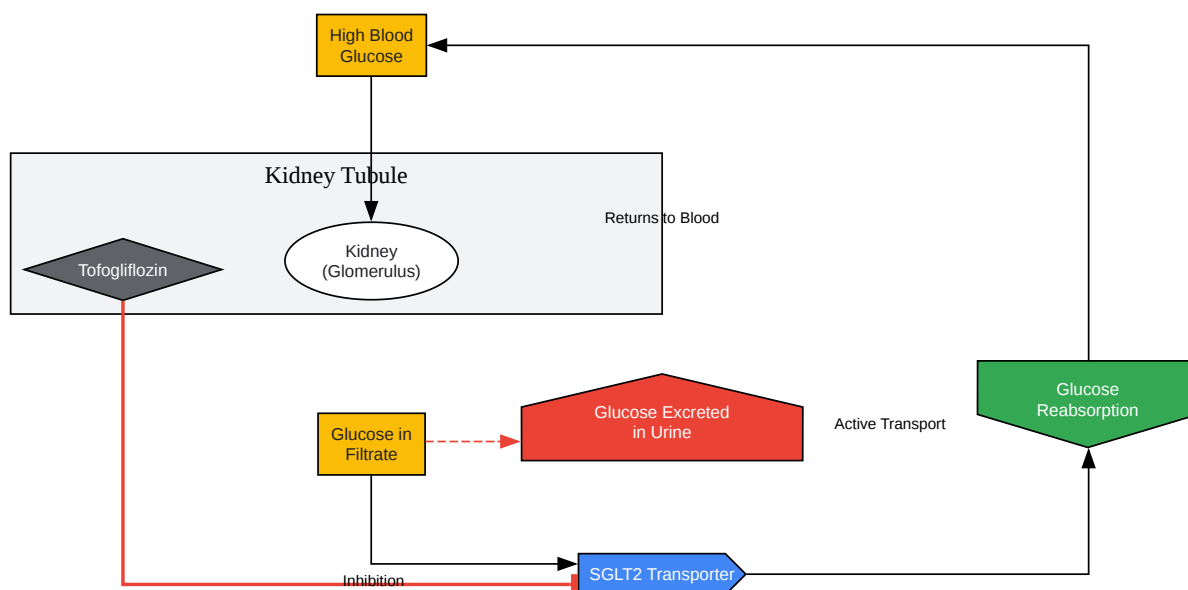 High Blood
Glucose
Kidney Tubule
Returns to Blood
Kidney
(Glomerulus)
Tofogliflozin
Glucose
Reabsorption
Glucose Excreted
in Urine
Active Transport
Glucose in
Filtrate
SGLT2 Transporter
Inhibition